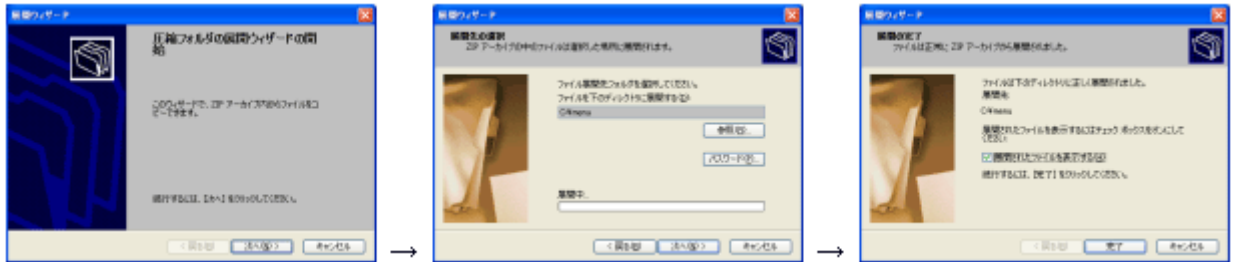 展開ウィザード
圧縮フォルダの展開ウィザードの開
始
このウィザードで、ZIP アーカイブ内からファイルをコ
ピーできます。
続行するには、[次へ] をクリックしてください。
< 戻る(B)
次へ(N) >
キャンセル
→
展開ウィザード
展開先の選択
ZIP アーカイブの中のファイルは選択した場所に展開されます。
ファイル展開先フォルダを選択してください。
ファイルを下のディレクトリに展開する(F):
C:¥menu
参照(R)...
パスワード(P)...
展開中...
< 戻る(B)
次へ(N) >
キャンセル
→
展開ウィザード
展開の完了
ファイルは正常に ZIP アーカイブから展開されました。
ファイルは下のディレクトリに正しく展開されました。
展開先:
C:¥menu
展開されたファイルを表示するにはチェック ボックスをオンにして
ください:
展開されたファイルを表示する(H)
続行するには、[完了] をクリックしてください。
< 戻る(B)
完了
キャンセル